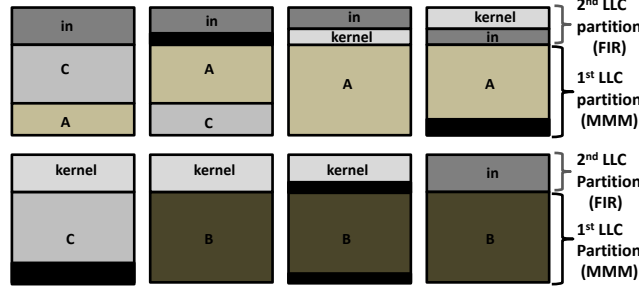 in
C
A
in
A
C
in
kernel
A
kernel
in
A
2nd LLC
partition
(FIR)
1st LLC
partition
(MMM)
kernel
C
kernel
B
kernel
B
in
B
2nd LLC
Partition
(FIR)
1st LLC
Partition
(MMM)